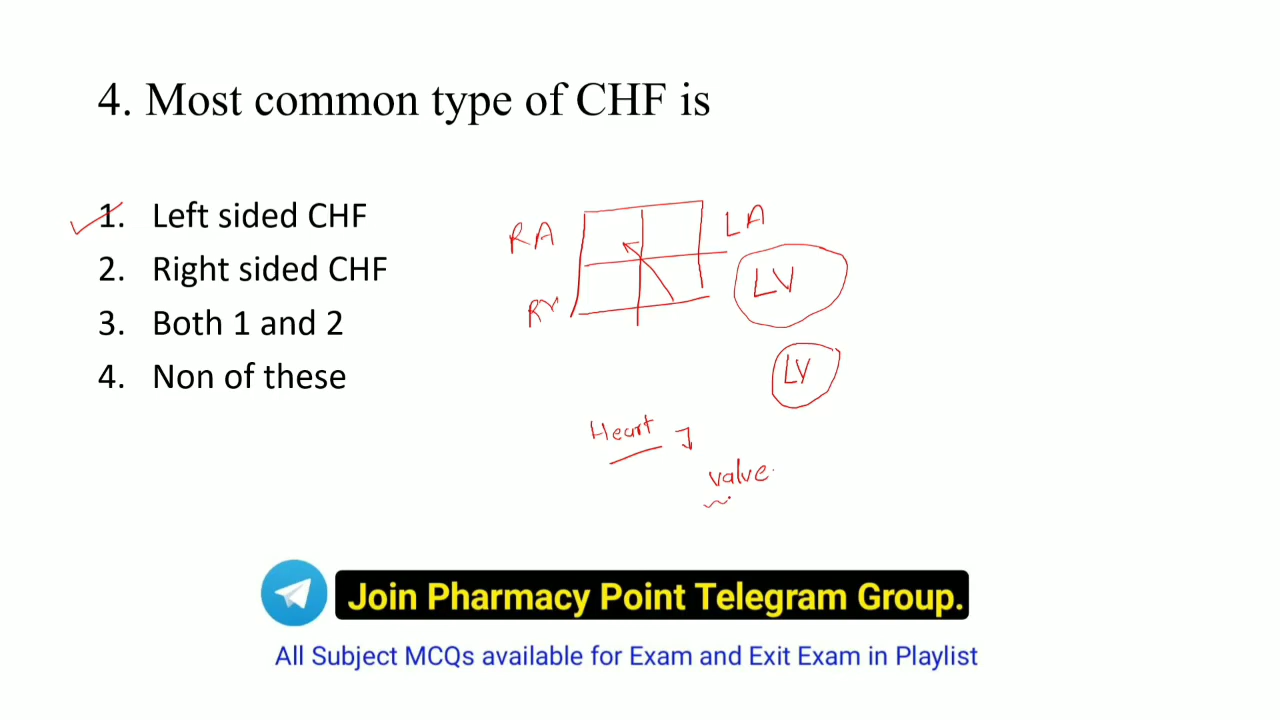 4. Most common type of CHF is
1. Left sided CHF
2. Right sided CHF
3. Both 1 and 2
4. Non of these
RA
LA
LV
RV
LV
Heart
valve
Join Pharmacy Point Telegram Group.
All Subject MCQs available for Exam and Exit Exam in Playlist